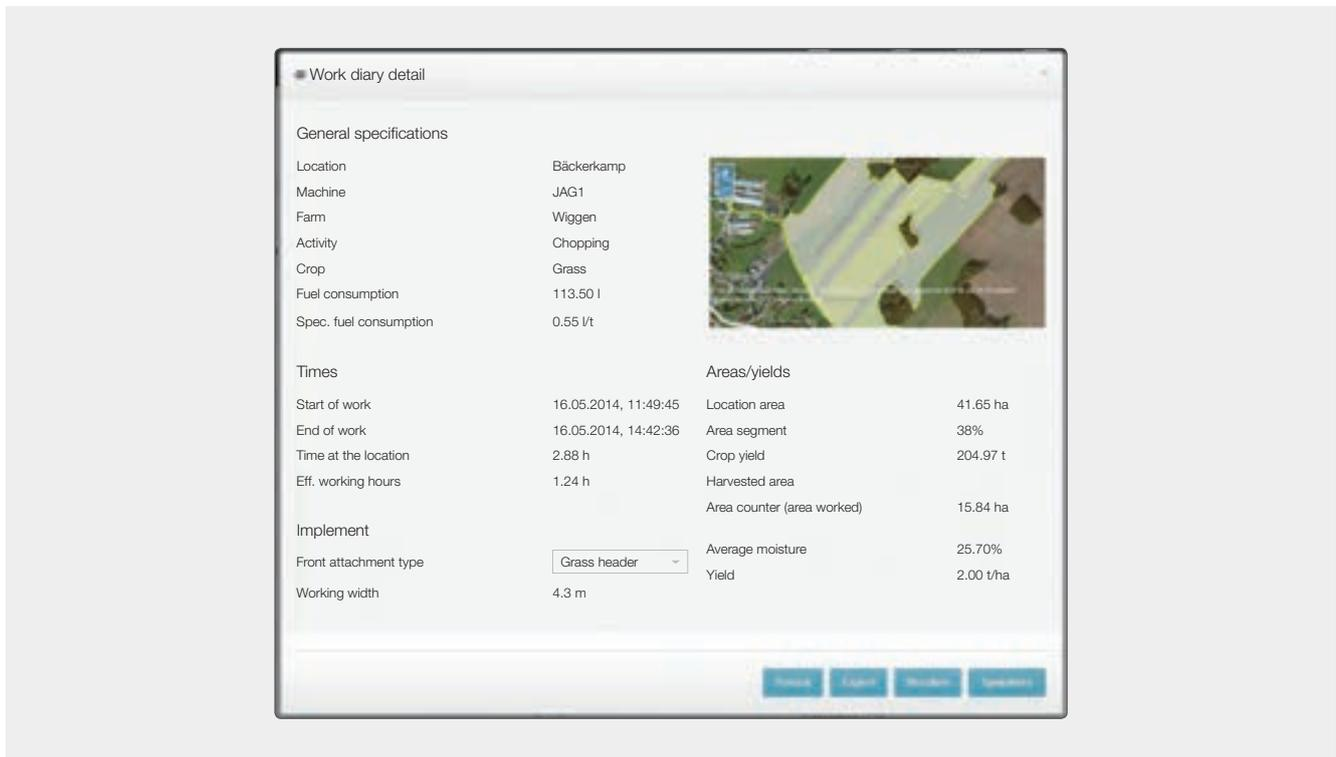 Work diary detail
General specifications
Location Bäckerkamp
Machine JAG1
Farm Wiggen
Activity Chopping
Crop Grass
Fuel consumption 113.50 l
Spec. fuel consumption 0.55 l/t
Times
Start of work 16.05.2014, 11:49:45
End of work 16.05.2014, 14:42:36
Time at the location 2.88 h
Eff. working hours 1.24 h
Implement
Front attachment type Grass header
Working width 4.3 m
Areas/yields
Location area 41.65 ha
Area segment 38%
Crop yield 204.97 t
Harvested area
Area counter (area worked) 15.84 ha
Average moisture 25.70%
Yield 2.00 t/ha